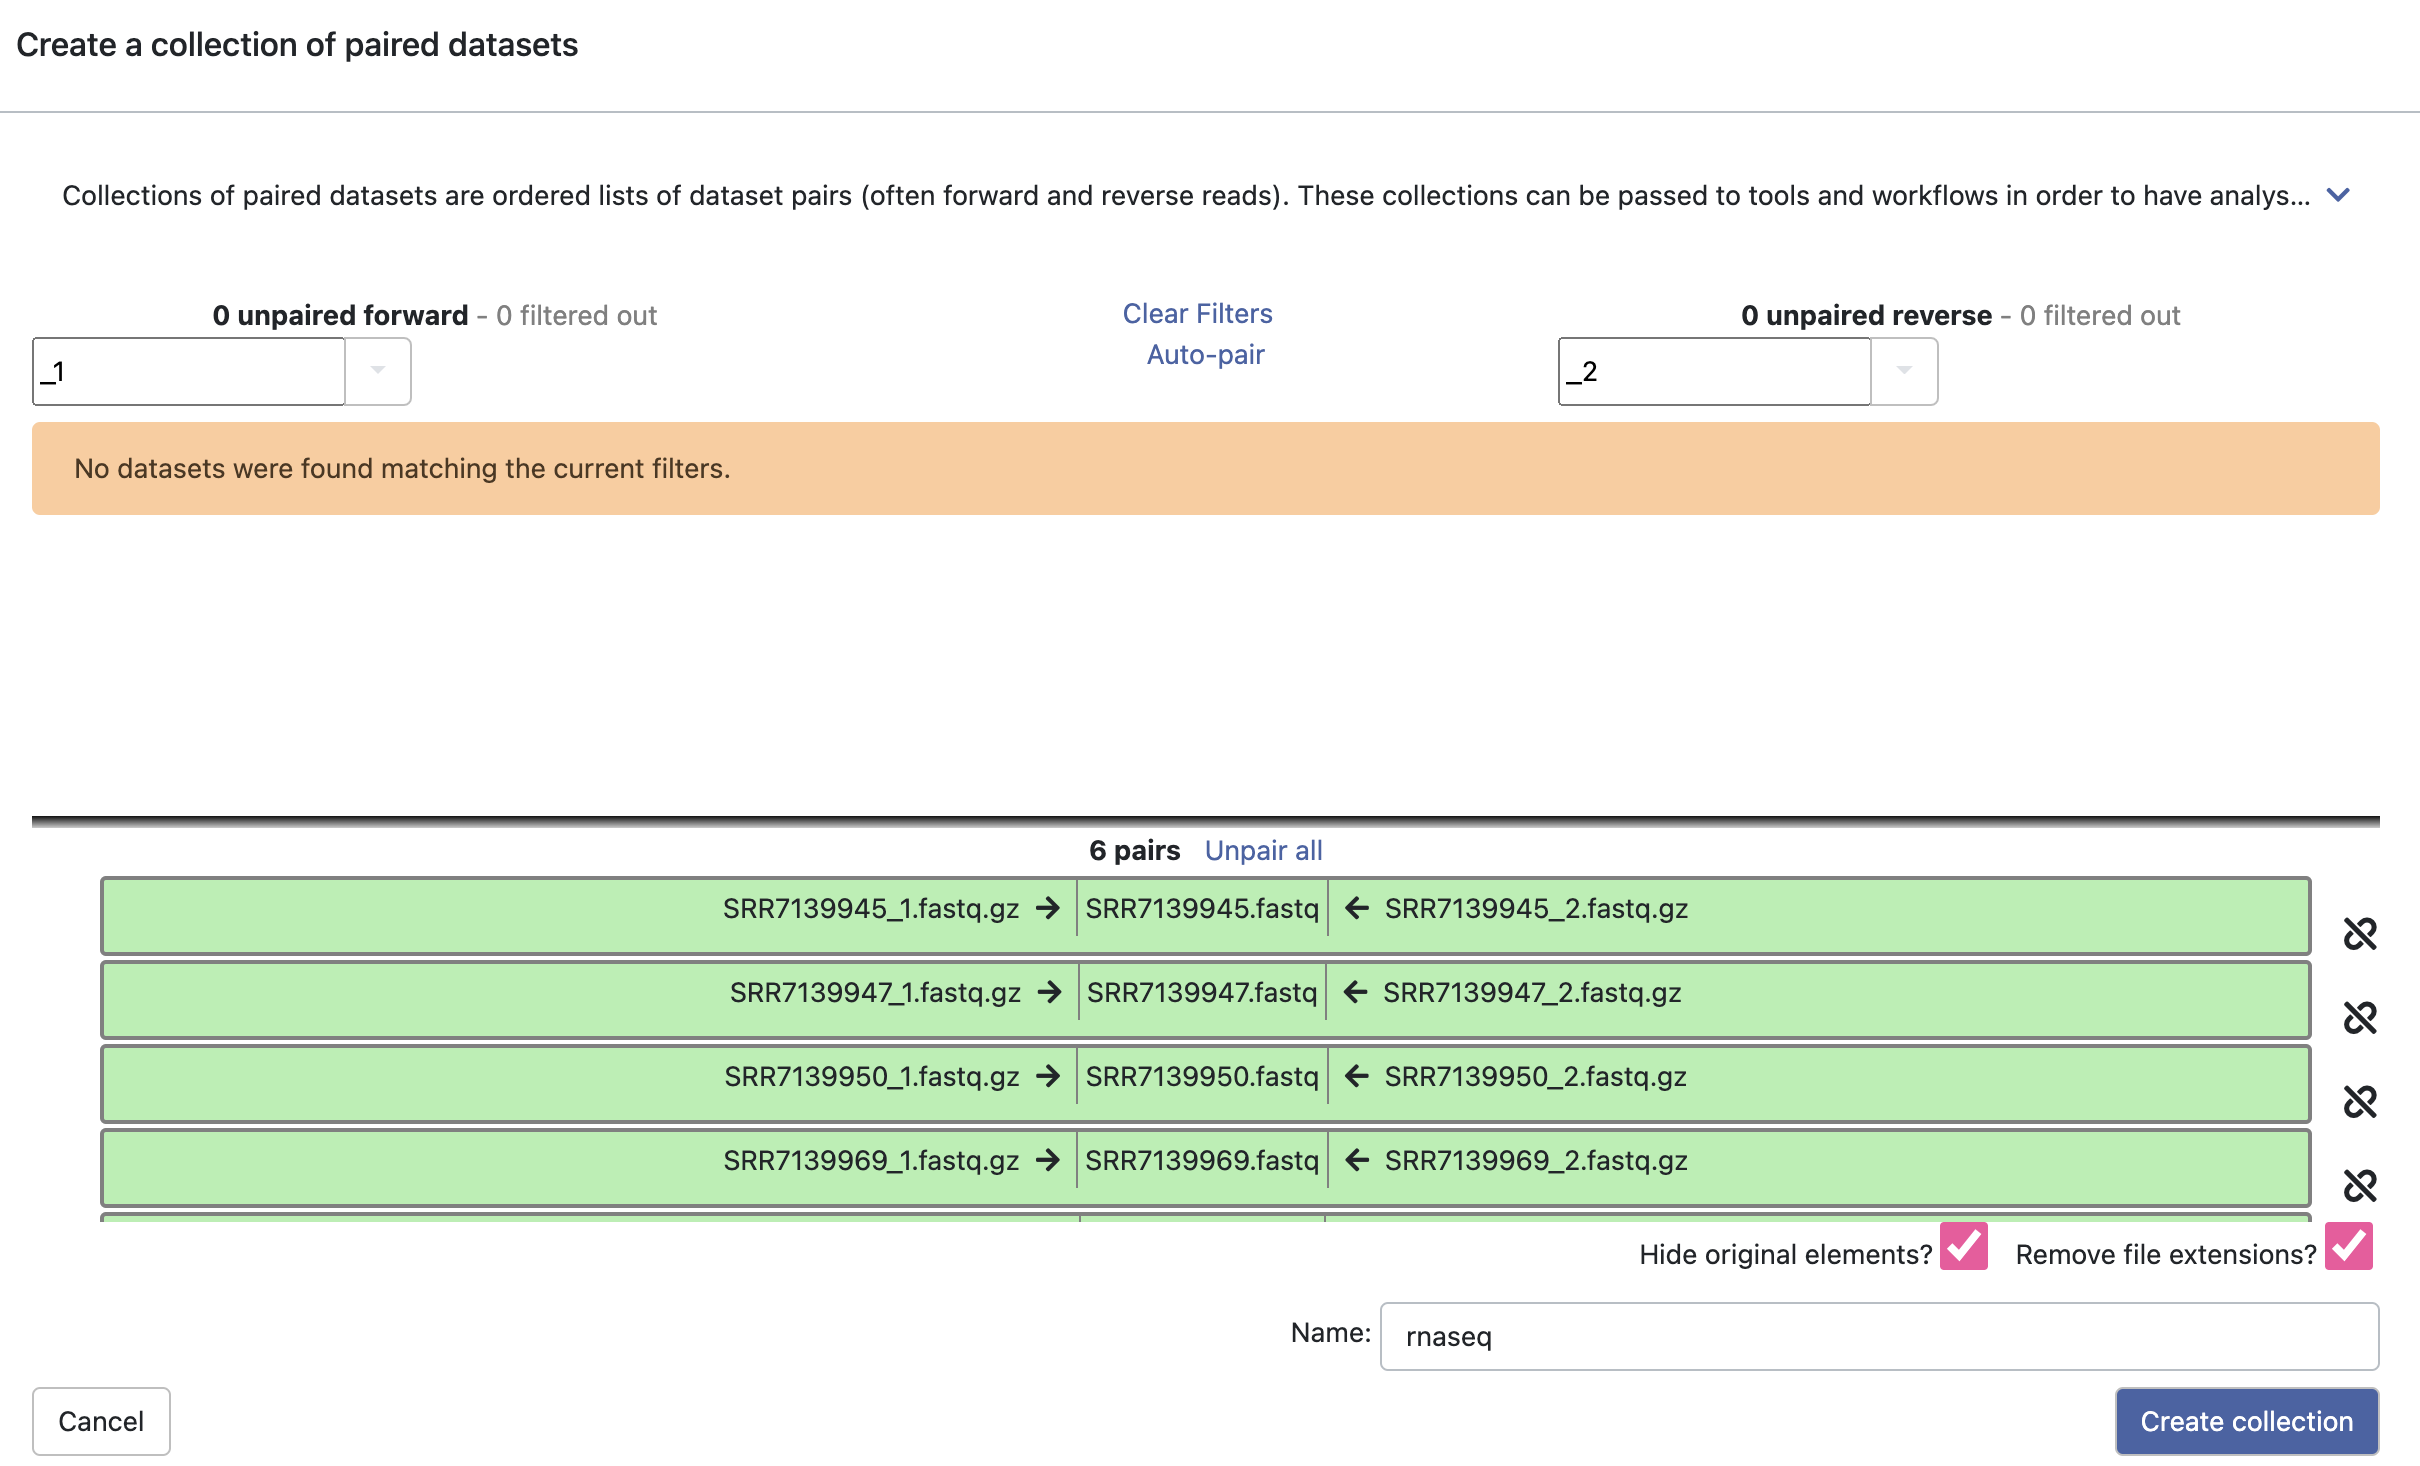 Create a collection of paired datasets
Collections of paired datasets are ordered lists of dataset pairs (often forward and reverse reads). These collections can be passed to tools and workflows in order to have analys...
0 unpaired forward - 0 filtered out
Clear Filters
0 unpaired reverse - 0 filtered out
_1
Auto-pair
_2
No datasets were found matching the current filters.
6 pairs Unpair all
SRR7139945_1.fastq.gz → SRR7139945.fastq ← SRR7139945_2.fastq.gz
SRR7139947_1.fastq.gz → SRR7139947.fastq ← SRR7139947_2.fastq.gz
SRR7139950_1.fastq.gz → SRR7139950.fastq ← SRR7139950_2.fastq.gz
SRR7139969_1.fastq.gz → SRR7139969.fastq ← SRR7139969_2.fastq.gz
Hide original elements? Remove file extensions?
Name: rnaseq
Cancel Create collection